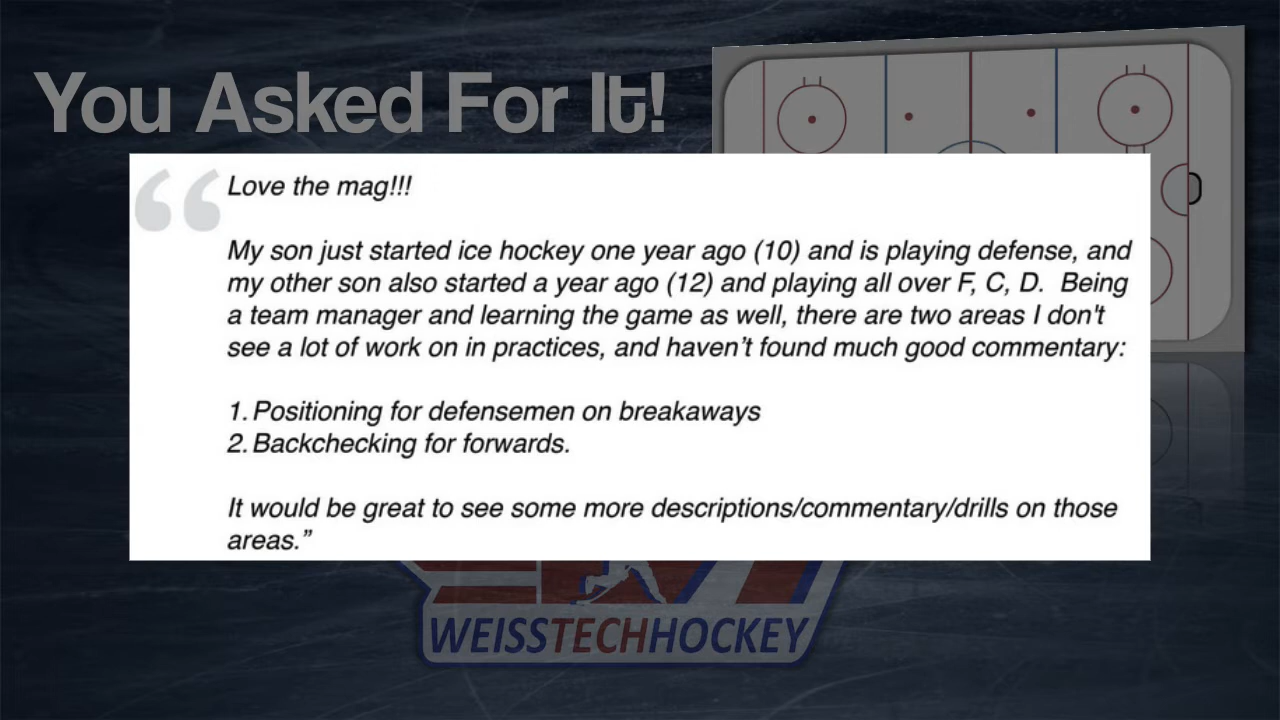 You Asked For It!
“ Love the mag!!!
My son just started ice hockey one year ago (10) and is playing defense, and
my other son also started a year ago (12) and playing all over F, C, D.  Being
a team manager and learning the game as well, there are two areas I don't
see a lot of work on in practices, and haven’t found much good commentary:
1. Positioning for defensemen on breakaways
2. Backchecking for forwards.
It would be great to see some more descriptions/commentary/drills on those
areas.”
WEISSTECHHOCKEY